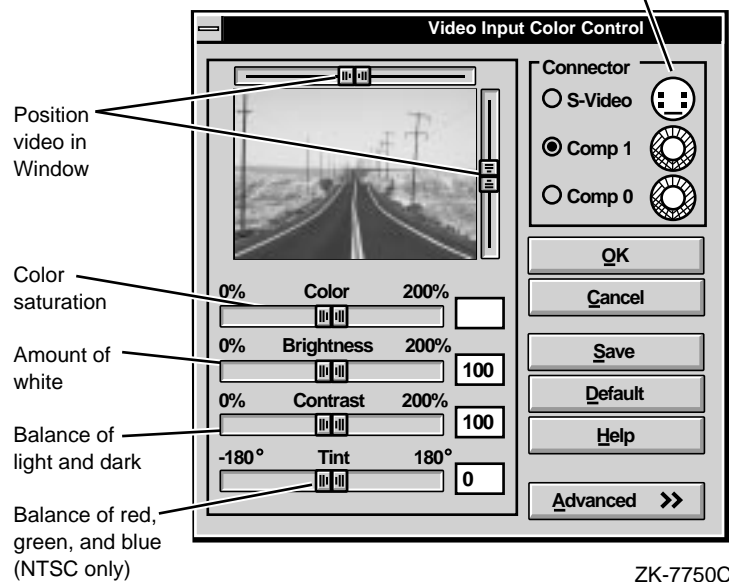 Video Input Color Control
Position
video in
Window
Connector
S-Video
Comp 1
Comp 0
OK
Cancel
Save
Default
Help
Advanced >>
Color
saturation
0% Color 200%
Amount of
white
0% Brightness 200%
100
Balance of
light and dark
0% Contrast 200%
100
Balance of red,
green, and blue
(NTSC only)
-180° Tint 180°
0
ZK-7750C